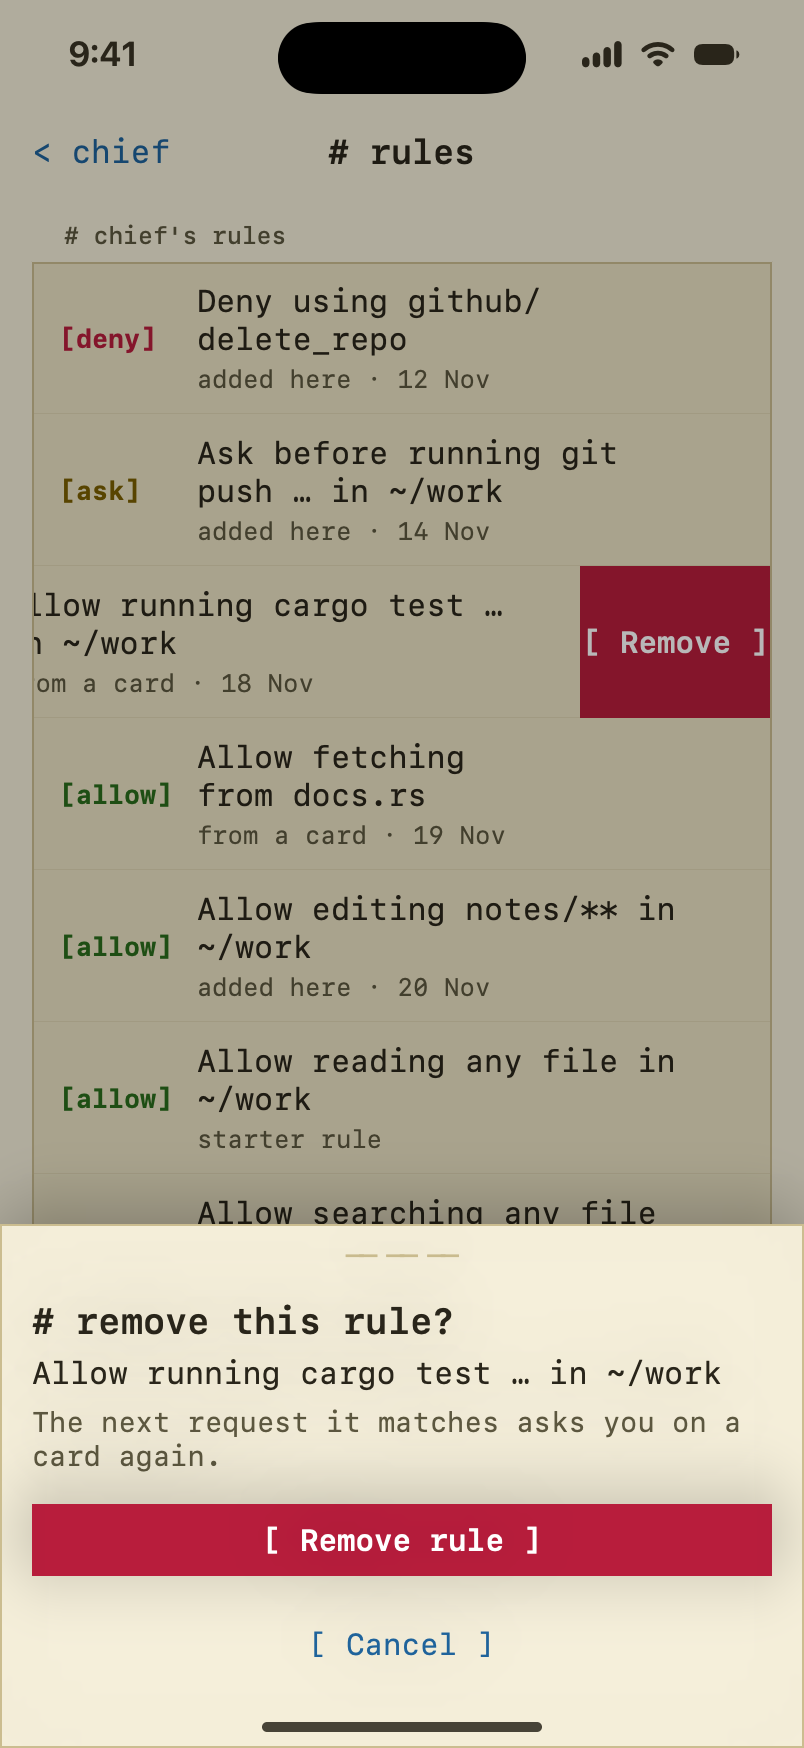 9:41
< chief
# rules
# chief's rules
[deny]
Deny using github/
delete_repo
added here · 12 Nov
[ask]
Ask before running git
push … in ~/work
added here · 14 Nov
llow running cargo test …
n ~/work
om a card · 18 Nov
[ Remove ]
[allow]
Allow fetching
from docs.rs
from a card · 19 Nov
[allow]
Allow editing notes/** in
~/work
added here · 20 Nov
[allow]
Allow reading any file in
~/work
starter rule
Allow searching any file
# remove this rule?
Allow running cargo test … in ~/work
The next request it matches asks you on a
card again.
[ Remove rule ]
[ Cancel ]